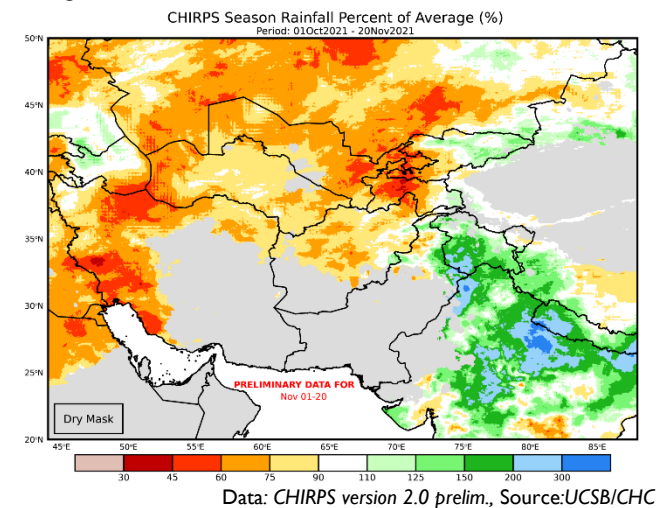 CHIRPS Season Rainfall Percent of Average (%)
Period: 01Oct2021 - 20Nov2021
50°N
45°N
40°N
35°N
30°N
25°N
20°N
PRELIMINARY DATA FOR
Nov 01-20
Dry Mask
45°E 50°E 55°E 60°E 65°E 70°E 75°E 80°E 85°E
30 45 60 75 90 110 125 150 200 300
Data: CHIRPS version 2.0 prelim., Source:UCSB/CHC